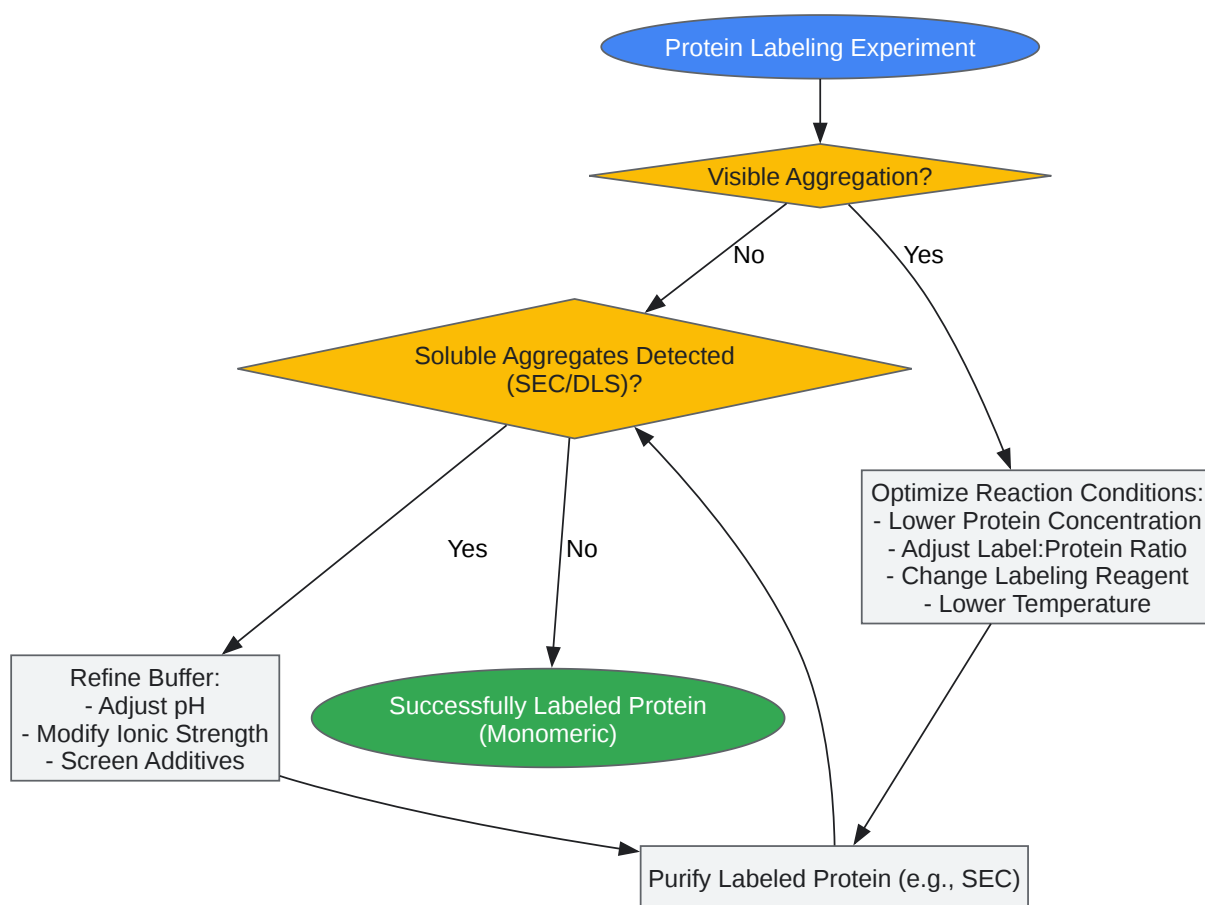 Protein Labeling Experiment
Visible Aggregation?
No
Yes
Soluble Aggregates Detected
(SEC/DLS)?
Optimize Reaction Conditions:
- Lower Protein Concentration
- Adjust Label:Protein Ratio
- Change Labeling Reagent
- Lower Temperature
Yes
No
Refine Buffer:
- Adjust pH
- Modify Ionic Strength
- Screen Additives
Successfully Labeled Protein
(Monomeric)
Purify Labeled Protein (e.g., SEC)